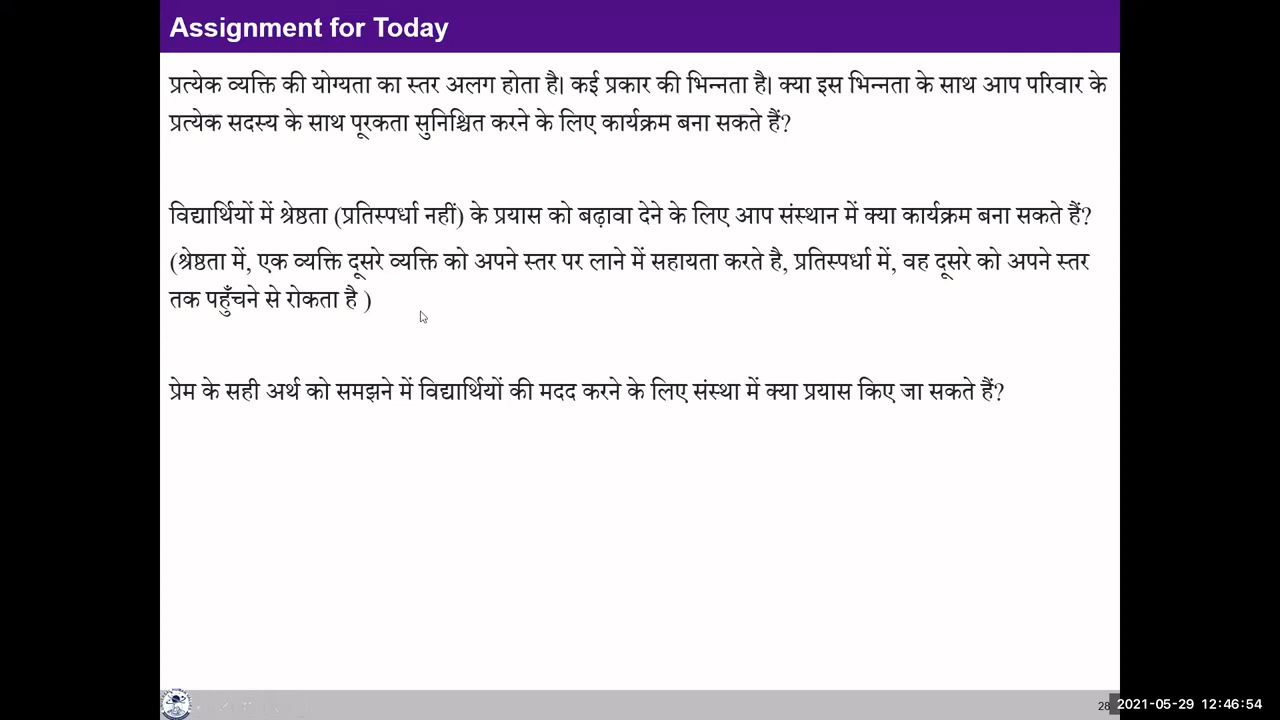 Assignment for Today
प्रत्येक व्यक्ति की योग्यता का स्तर अलग होता है। कई प्रकार की भिन्नता है। क्या इस भिन्नता के साथ आप परिवार के
प्रत्येक सदस्य के साथ पूरकता सुनिश्चित करने के लिए कार्यक्रम बना सकते हैं?
विद्यार्थियों में श्रेष्ठता (प्रतिस्पर्धा नहीं) के प्रयास को बढ़ावा देने के लिए आप संस्थान में क्या कार्यक्रम बना सकते हैं?
(श्रेष्ठता में, एक व्यक्ति दूसरे व्यक्ति को अपने स्तर पर लाने में सहायता करते है, प्रतिस्पर्धा में, वह दूसरे को अपने स्तर
तक पहुँचने से रोकता है )
प्रेम के सही अर्थ को समझने में विद्यार्थियों की मदद करने के लिए संस्था में क्या प्रयास किए जा सकते हैं?
28
2021-05-29 12:46:54